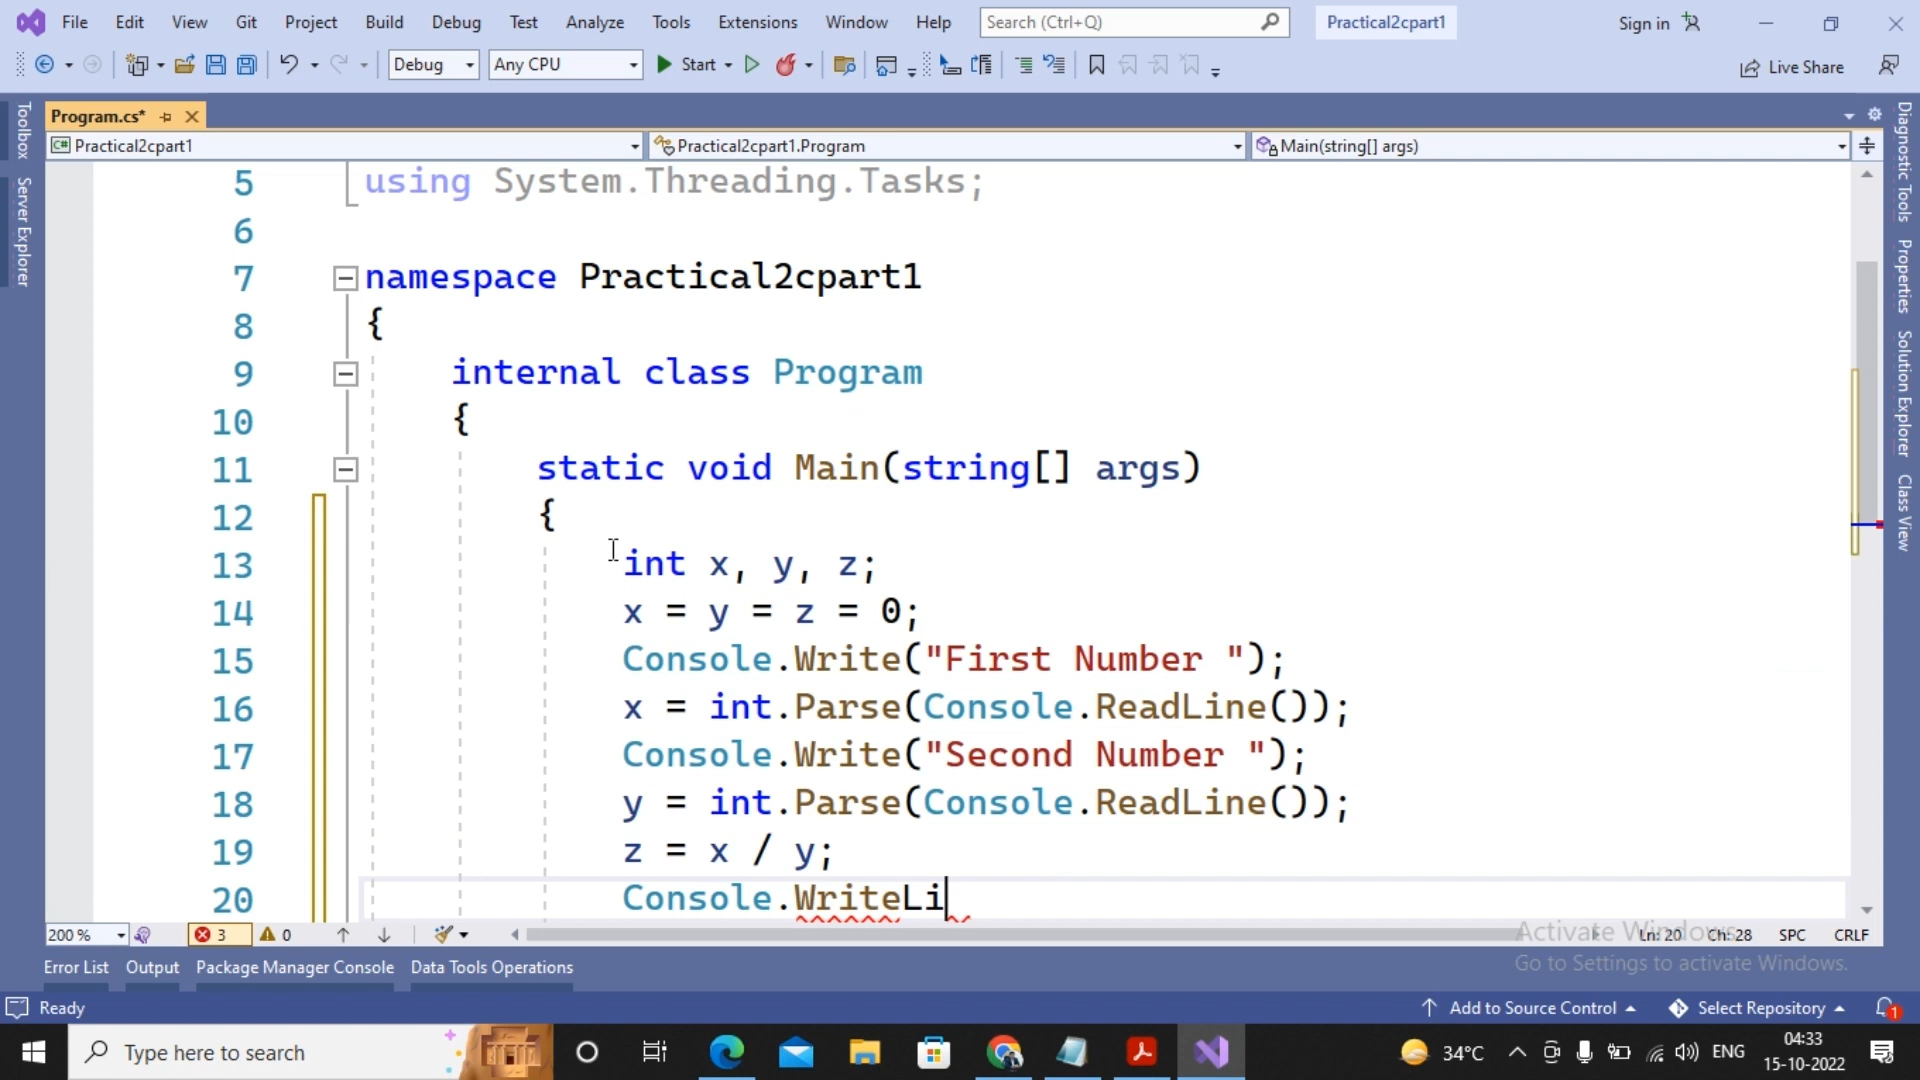 File Edit View Git Project Build Debug Test Analyze Tools Extensions Window Help Search (Ctrl+Q) Practical2cpart1 Sign in
Debug Any CPU Start Live Share
Program.cs*
C# Practical2cpart1 Practical2cpart1.Program Main(string[] args)
Toolbox
Server Explorer
Diagnostic Tools
Properties
Solution Explorer
Class View
5 using System.Threading.Tasks;
6
7 namespace Practical2cpart1
8 {
9 internal class Program
10 {
11 static void Main(string[] args)
12 {
13 int x, y, z;
14 x = y = z = 0;
15 Console.Write("First Number ");
16 x = int.Parse(Console.ReadLine());
17 Console.Write("Second Number ");
18 y = int.Parse(Console.ReadLine());
19 z = x / y;
20 Console.WriteLi
200 % 3 0 Ln: 20 Ch: 28 SPC CRLF
Activate Windows
Go to Settings to activate Windows.
Error List Output Package Manager Console Data Tools Operations
Ready Add to Source Control Select Repository 1
Type here to search 34°C ENG 04:33
15-10-2022